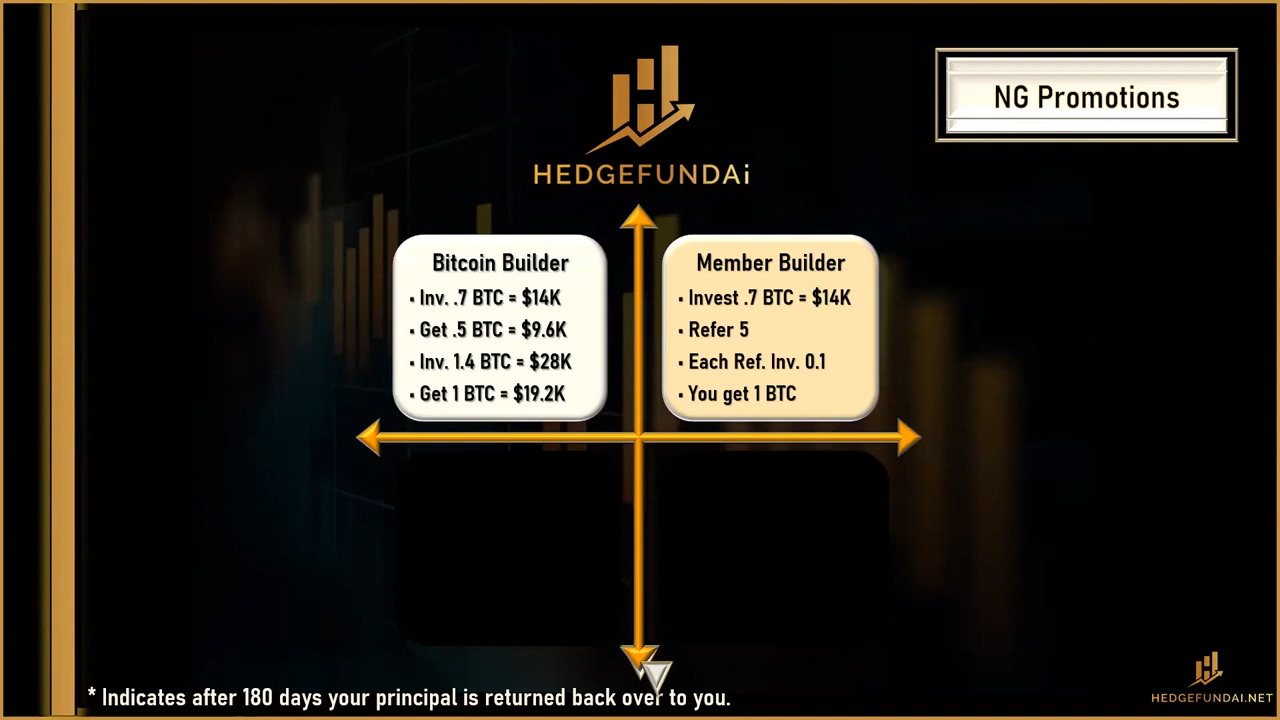 NG Promotions
HEDGEFUNDAi
Bitcoin Builder
▪ Inv. .7 BTC = $14K
▪ Get .5 BTC = $9.6K
▪ Inv. 1.4 BTC = $28K
▪ Get 1 BTC = $19.2K
Member Builder
▪ Invest .7 BTC = $14K
▪ Refer 5
▪ Each Ref. Inv. 0.1
▪ You get 1 BTC
* Indicates after 180 days your principal is returned back over to you.
HEDGEFUNDAI.NET